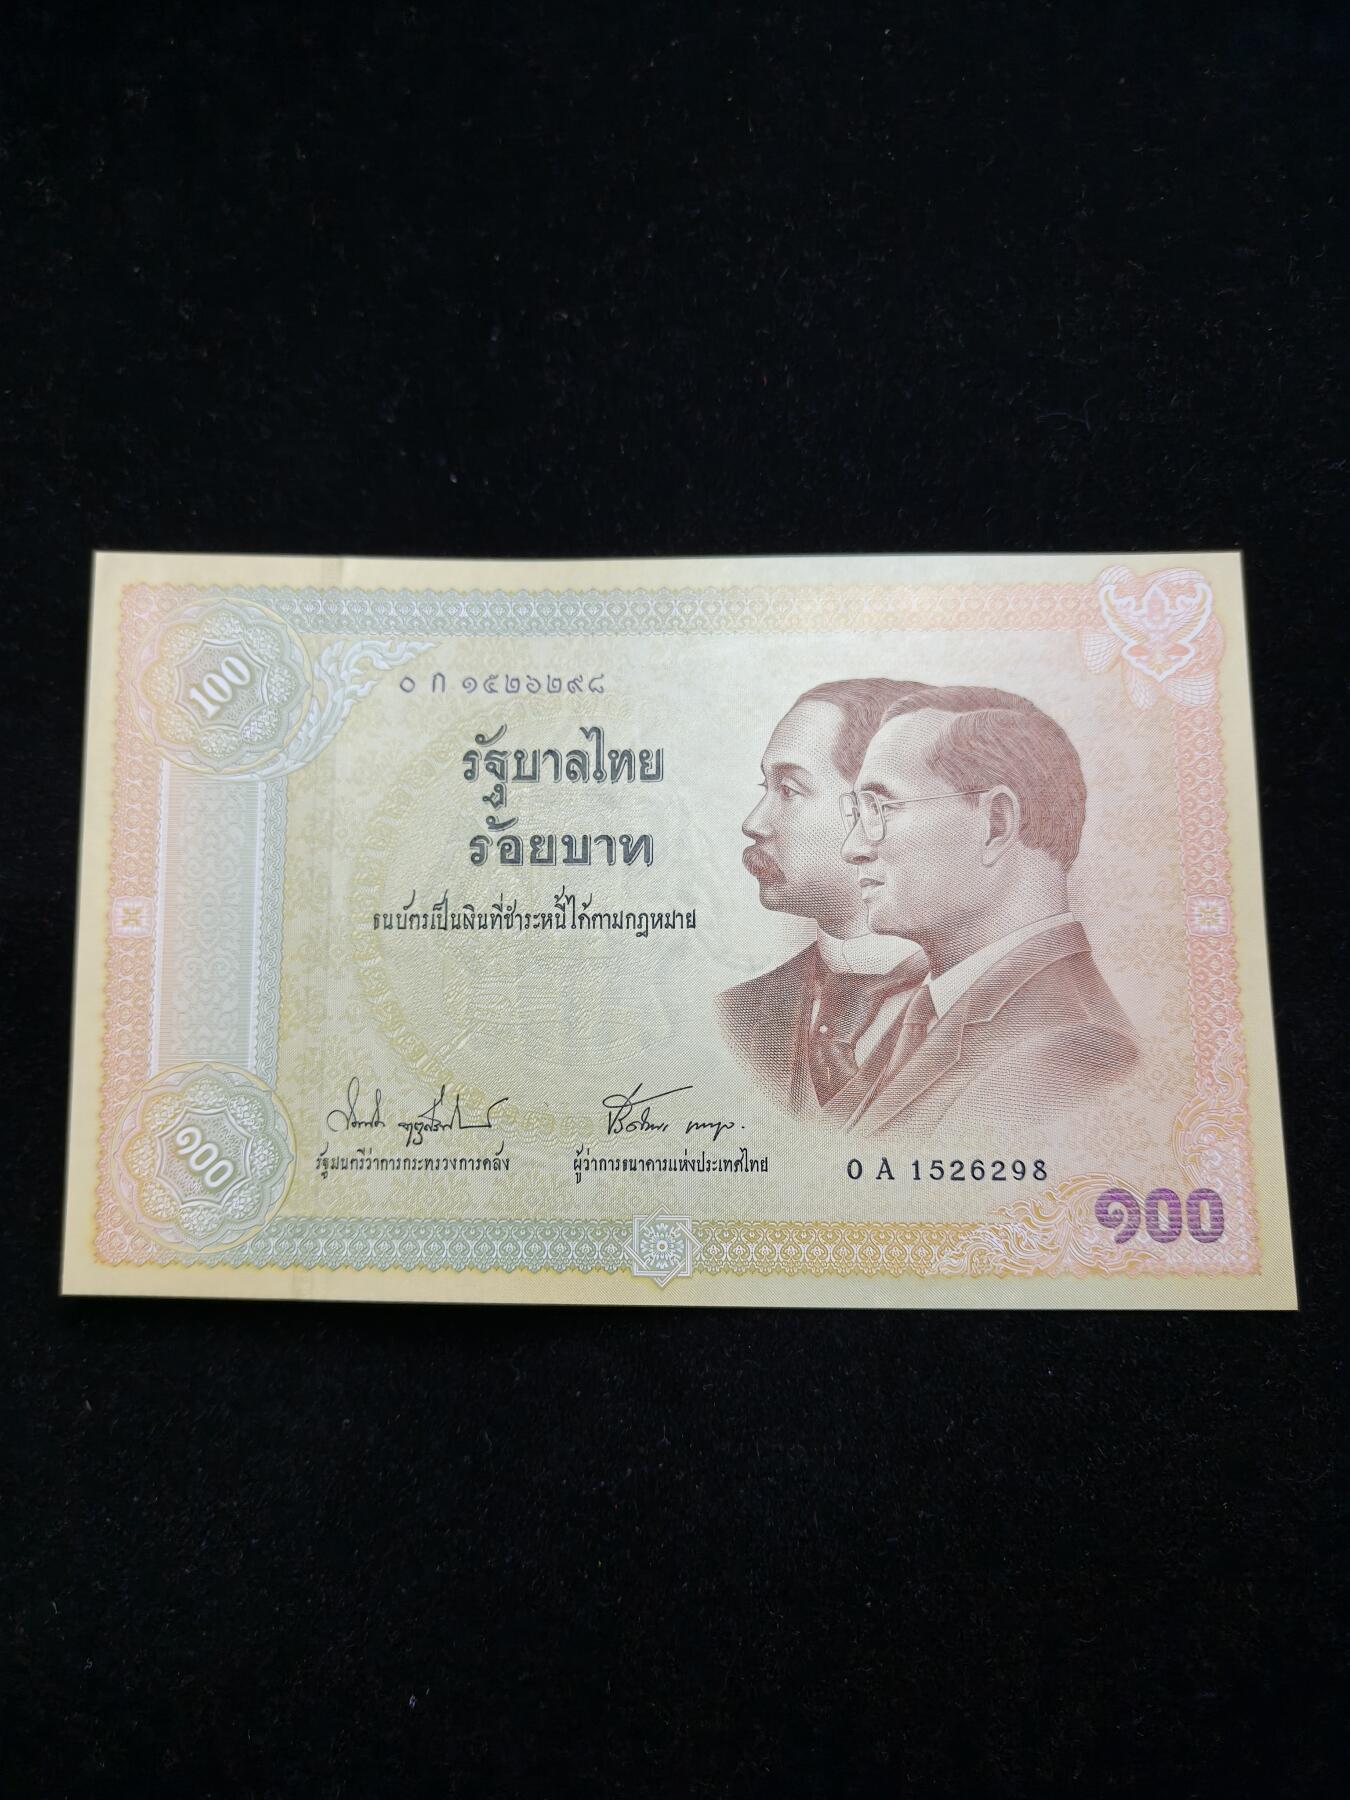 100
๐ ก ๑๕๒๖๒๙๘
รัฐบาลไทย
ร้อยบาท
ธนบัตรเป็นเงินที่ชำระหนี้ได้ตามกฎหมาย
รัฐมนตรีว่าการกระทรวงการคลัง
ผู้ว่าการธนาคารแห่งประเทศไทย
0 A 1526298
๑๐๐
๑๐๐